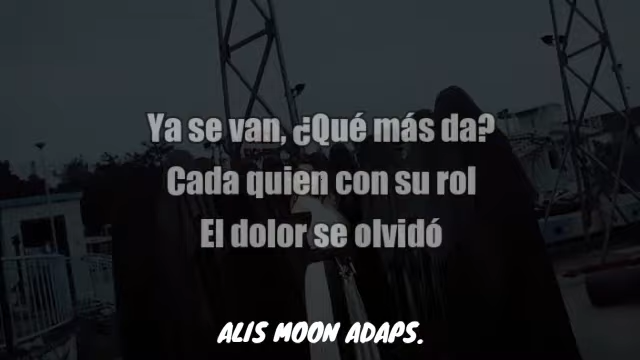 Ya se van, ¿Qué más da?
Cada quien con su rol
El dolor se olvidó
ALIS MOON ADAPS.